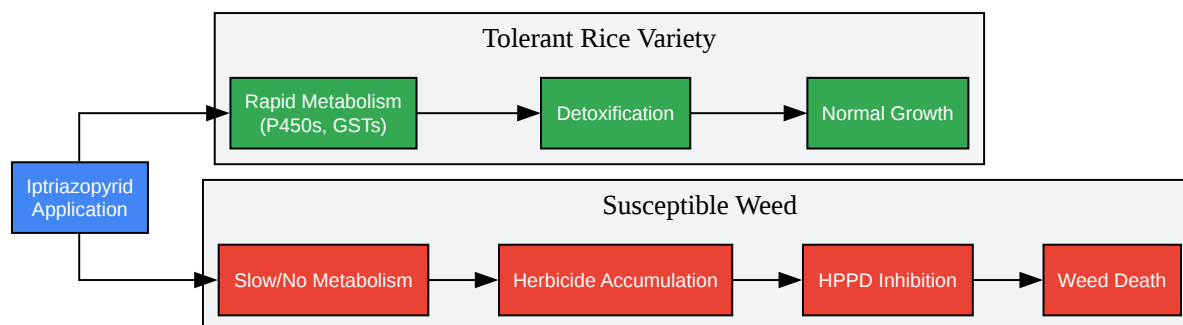 Tolerant Rice Variety
Rapid Metabolism
(P450s, GSTs)
Detoxification
Normal Growth
Iptriazopyrid
Application
Susceptible Weed
Slow/No Metabolism
Herbicide Accumulation
HPPD Inhibition
Weed Death